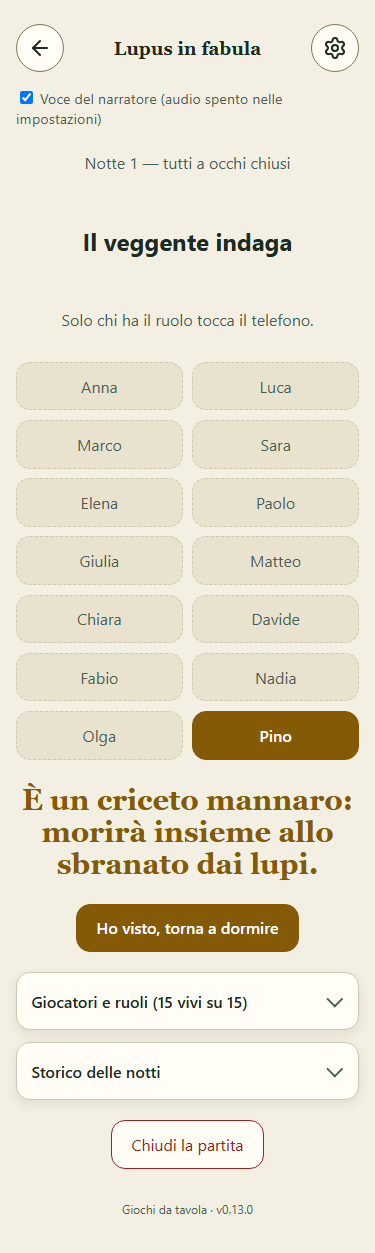 Lupus in fabula
Voce del narratore (audio spento nelle
impostazioni)
Notte 1 — tutti a occhi chiusi
Il veggente indaga
Solo chi ha il ruolo tocca il telefono.
Anna
Luca
Marco
Sara
Elena
Paolo
Giulia
Matteo
Chiara
Davide
Fabio
Nadia
Olga
Pino
È un criceto mannaro:
morirà insieme allo
sbranato dai lupi.
Ho visto, torna a dormire
Giocatori e ruoli (15 vivi su 15)
Storico delle notti
Chiudi la partita
Giochi da tavola · v0.13.0